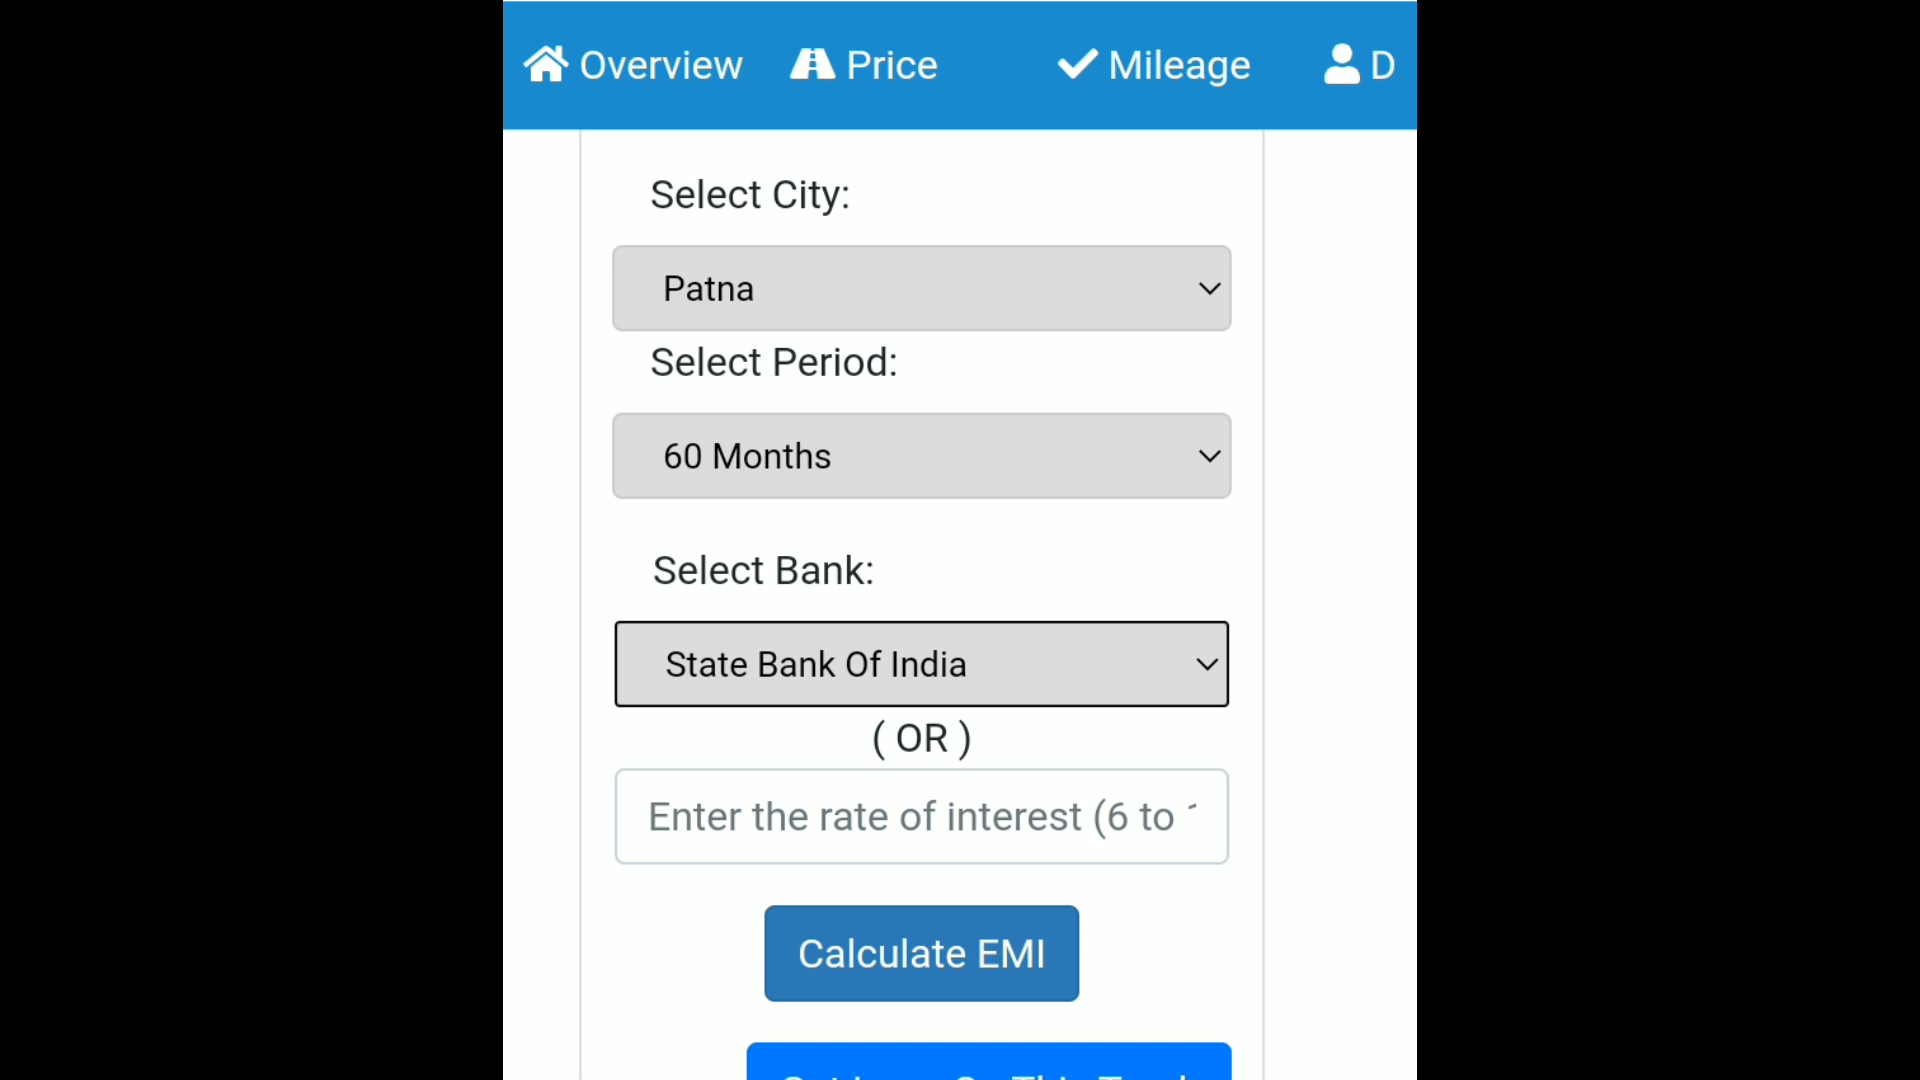 Overview Price Mileage D
Select City:
Patna
Select Period:
60 Months
Select Bank:
State Bank Of India
( OR )
Enter the rate of interest (6 to
Calculate EMI